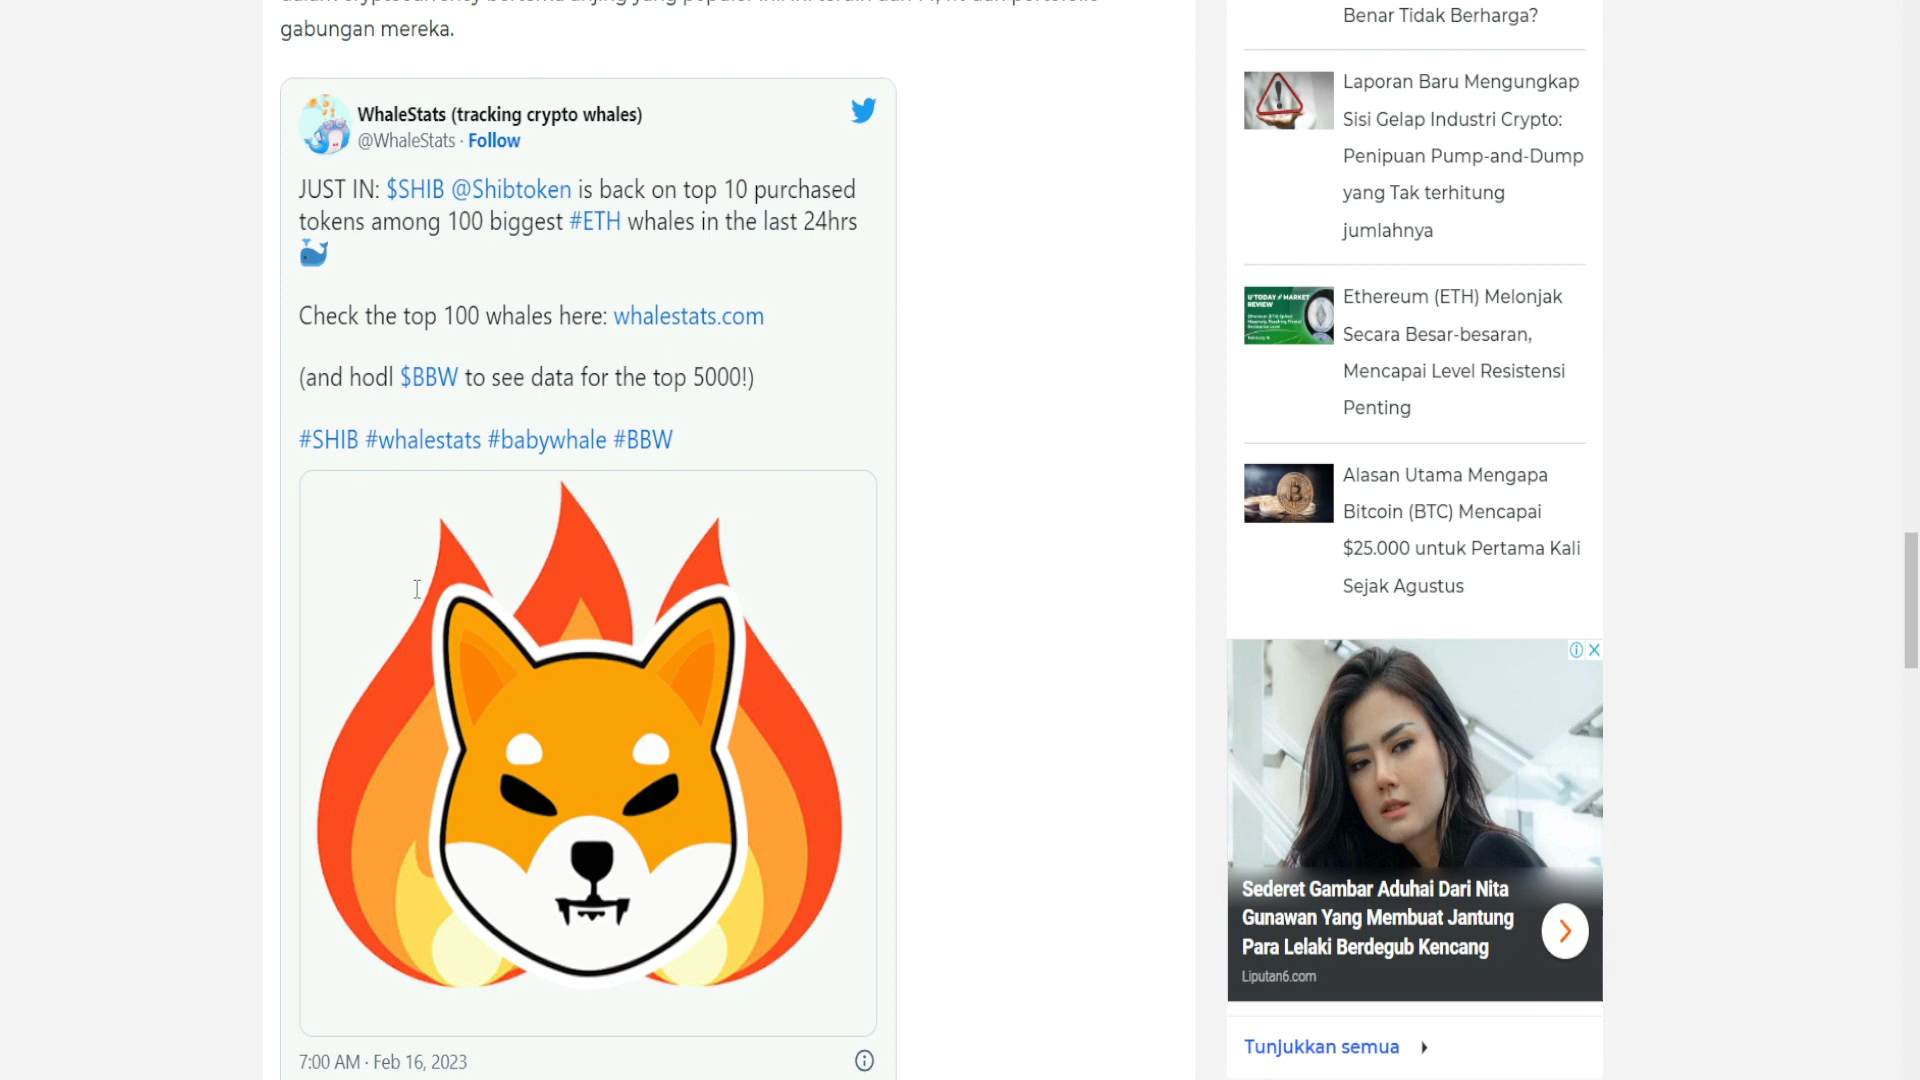 gabungan mereka.
WhaleStats (tracking crypto whales)
@WhaleStats · Follow
JUST IN: $SHIB @Shibtoken is back on top 10 purchased
tokens among 100 biggest #ETH whales in the last 24hrs
Check the top 100 whales here: whalestats.com
(and hodl $BBW to see data for the top 5000!)
#SHIB #whalestats #babywhale #BBW
7:00 AM · Feb 16, 2023
Benar Tidak Berharga?
Laporan Baru Mengungkap
Sisi Gelap Industri Crypto:
Penipuan Pump-and-Dump
yang Tak terhitung
jumlahnya
U'TODAY // MARKET
REVIEW
Ethereum (ETH) Melonjak
Secara Besar-besaran,
Mencapai Level Resistensi
Penting
Alasan Utama Mengapa
Bitcoin (BTC) Mencapai
$25.000 untuk Pertama Kali
Sejak Agustus
Sederet Gambar Aduhai Dari Nita
Gunawan Yang Membuat Jantung
Para Lelaki Berdegub Kencang
Liputan6.com
Tunjukkan semua